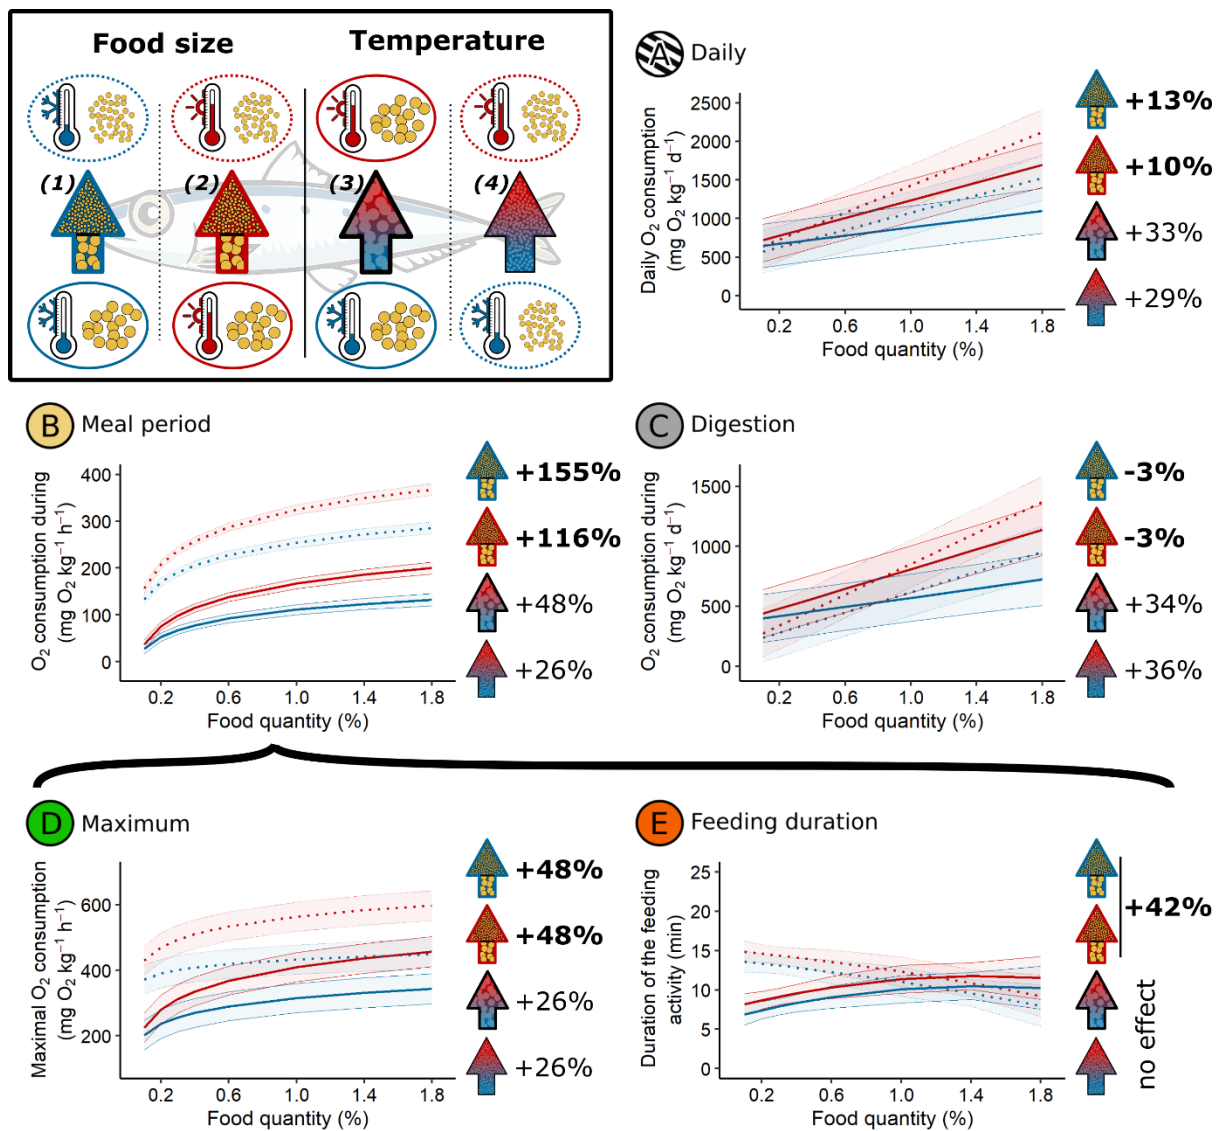 Food size
Temperature
(1)
(2)
(3)
(4)
A Daily
Daily O₂ consumption
(mg O₂ kg⁻¹ d⁻¹)
2500
2000
1500
1000
500
0
0.2 0.6 1.0 1.4 1.8
Food quantity (%)
+13%
+10%
+33%
+29%
B Meal period
O₂ consumption during
(mg O₂ kg⁻¹ h⁻¹)
400
300
200
100
0
0.2 0.6 1.0 1.4 1.8
Food quantity (%)
+155%
+116%
+48%
+26%
C Digestion
O₂ consumption during
(mg O₂ kg⁻¹ d⁻¹)
1500
1000
500
0
0.2 0.6 1.0 1.4 1.8
Food quantity (%)
-3%
-3%
+34%
+36%
D Maximum
Maximal O₂ consumption
(mg O₂ kg⁻¹ h⁻¹)
600
400
200
0.2 0.6 1.0 1.4 1.8
Food quantity (%)
+48%
+48%
+26%
+26%
E Feeding duration
Duration of the feeding
activity (min)
25
20
15
10
5
0
0.2 0.6 1.0 1.4 1.8
Food quantity (%)
+42%
no effect